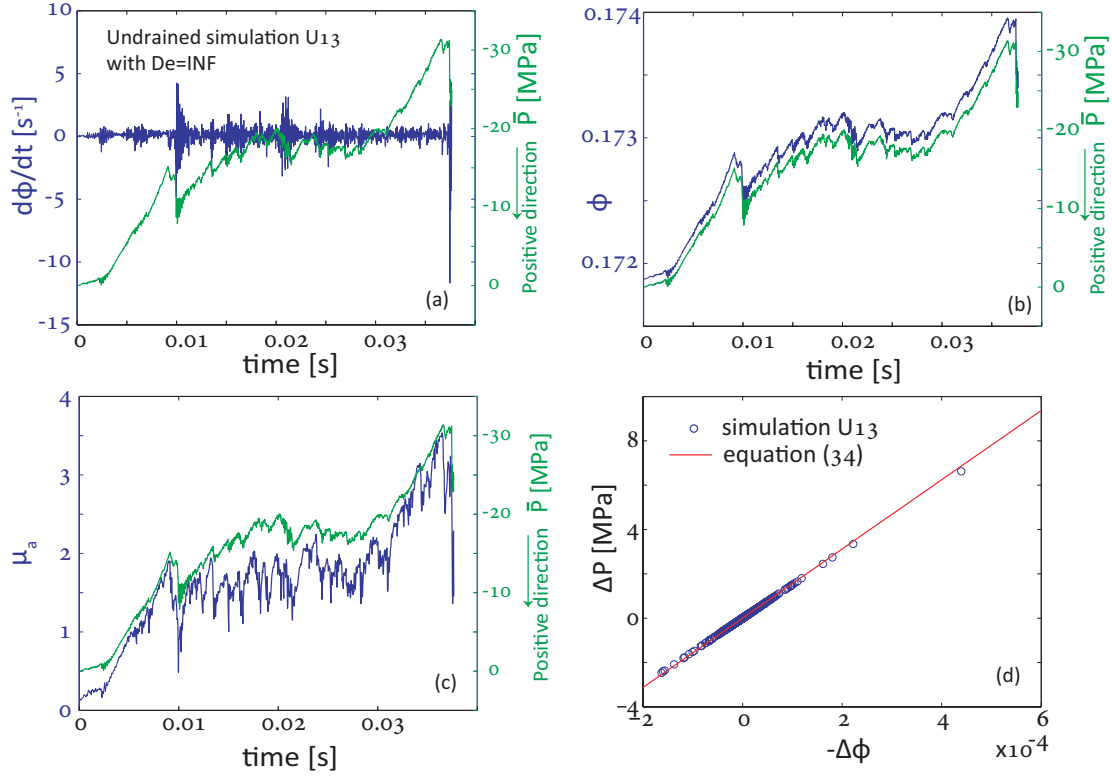 Undrained simulation U13
with De=INF
10
5
0
-5
-10
-15
dϕ/dt [s⁻¹]
-30
-20
-10
0
Positive direction P̄ [MPa]
(a)
0 0.01 0.02 0.03
time [s]
0.174
0.173
0.172
ϕ
-30
-20
-10
0
Positive direction P̄ [MPa]
(b)
0 0.01 0.02 0.03
time [s]
4
3
2
1
0
μₐ
-30
-20
-10
0
Positive direction P̄ [MPa]
(c)
0 0.01 0.02 0.03
time [s]
simulation U13
equation (34)
8
4
0
−4
ΔP [MPa]
(d)
−2 0 2 4 6
-Δϕ x10⁻⁴